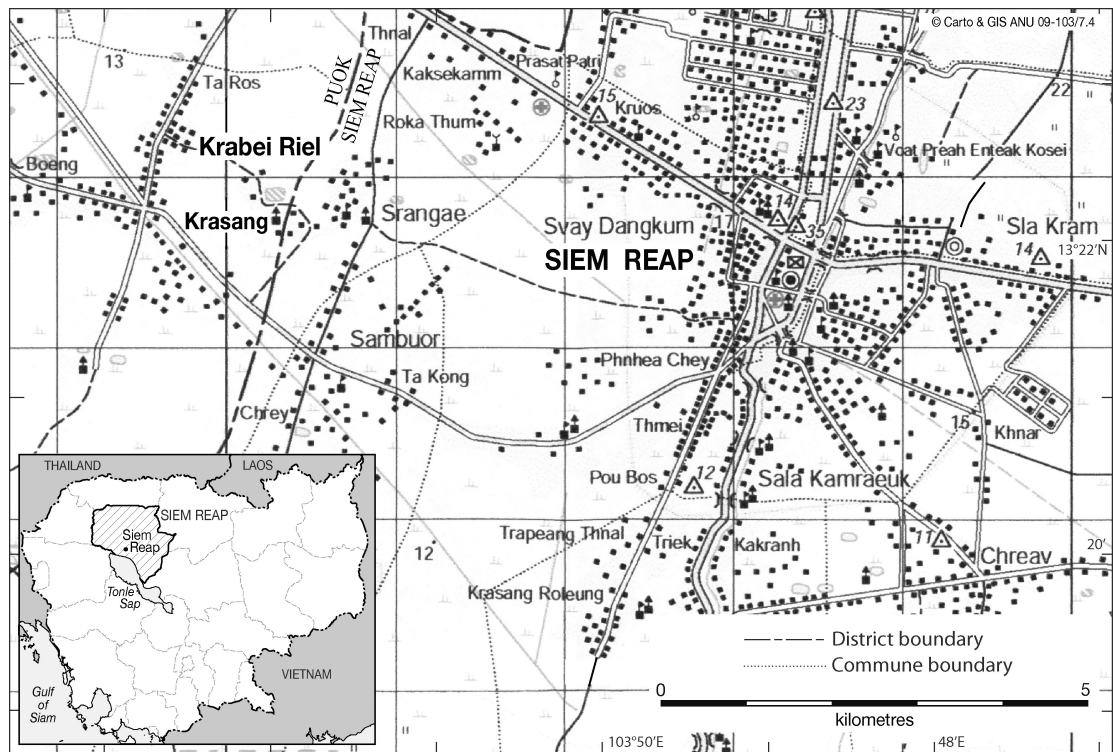 © Carto & GIS ANU 09-103/7.4
Thnal
13
PUOK
SIEM REAP
Prasat Patri
Kaksekamm
Ta Ros
15
Kruos
23
22
Roka Thum
Krabei Riel
Voat Preah Enteak Kosei
Boeng
14
Krasang
Srangae
Svay Dangkum
17
35
Sla Kram
14
13°22'N
SIEM REAP
Sambuor
Phnhea Chey
Ta Kong
Chrey
Thmei
15
Khnar
THAILAND
LAOS
Pou Bos
12
Sala Kamraeuk
SIEM REAP
Siem
Reap
Trapeang Thnal
Triek
Kakranh
11
20'
12
Chreav
Tonle
Sap
Krasang Roleung
District boundary
Commune boundary
VIETNAM
Gulf
of
Siam
0
5
kilometres
103°50'E
48'E